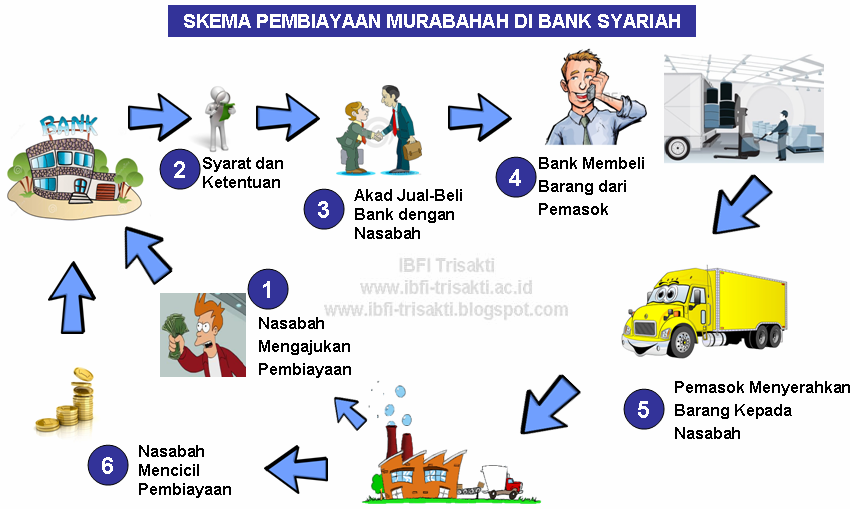 SKEMA PEMBIAYAAN MURABAHAH DI BANK SYARIAH
BANK
2
Syarat dan
Ketentuan
3
Akad Jual-Beli
Bank dengan
Nasabah
4
Bank Membeli
Barang dari
Pemasok
IBFI Trisakti
www.ibfi-trisakti.ac.id
www.ibfi-trisakti.blogspot.com
1
Nasabah
Mengajukan
Pembiayaan
5
Pemasok Menyerahkan
Barang Kepada
Nasabah
6
Nasabah
Mencicil
Pembiayaan